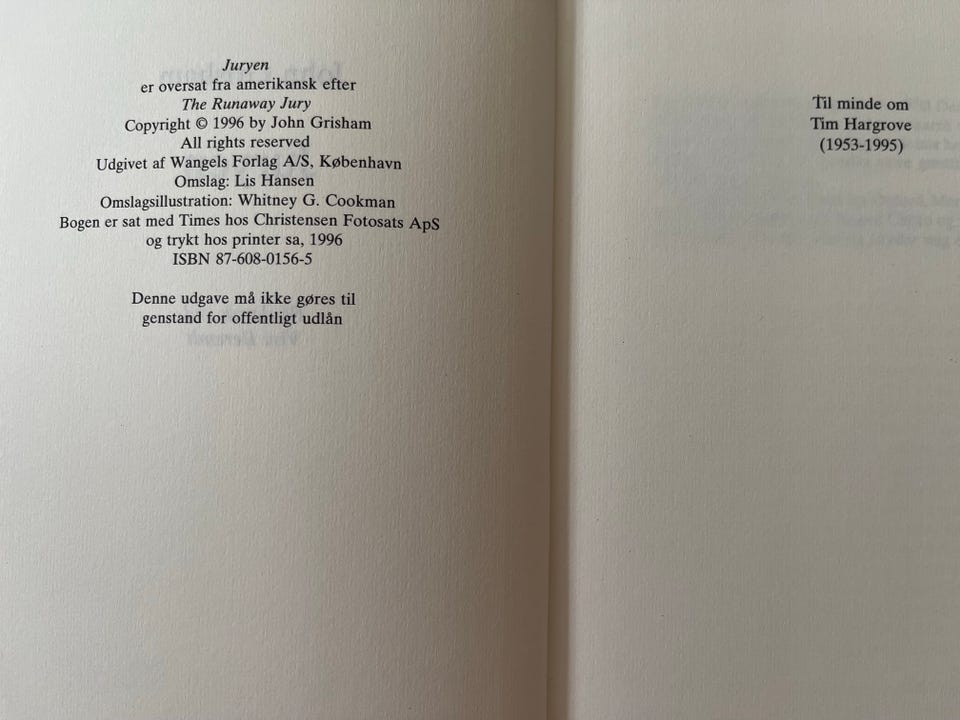 Juryen
er oversat fra amerikansk efter
The Runaway Jury
Copyright © 1996 by John Grisham
All rights reserved
Udgivet af Wangels Forlag A/S, København
Omslag: Lis Hansen
Omslagsillustration: Whitney G. Cookman
Bogen er sat med Times hos Christensen Fotosats ApS
og trykt hos printer sa, 1996
ISBN 87-608-0156-5
Denne udgave må ikke gøres til
genstand for offentligt udlån
Til minde om
Tim Hargrove
(1953-1995)